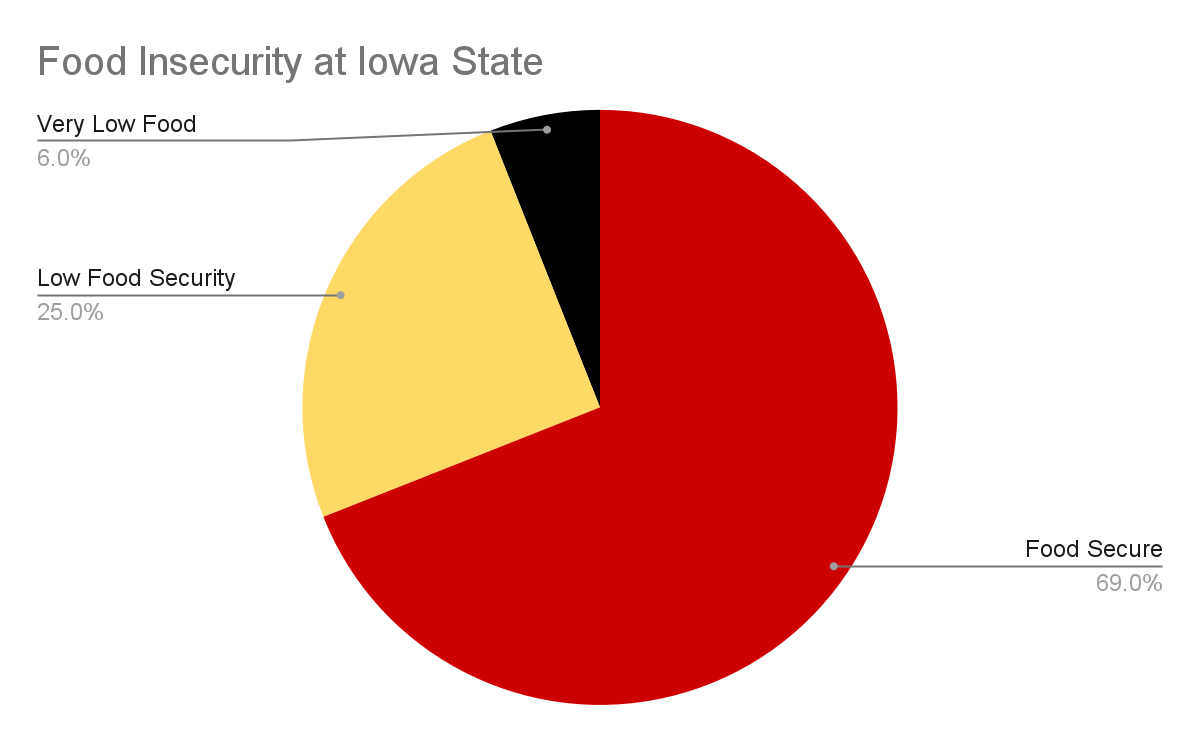 Food Insecurity at Iowa State
Very Low Food
6.0%
Low Food Security
25.0%
Food Secure
69.0%